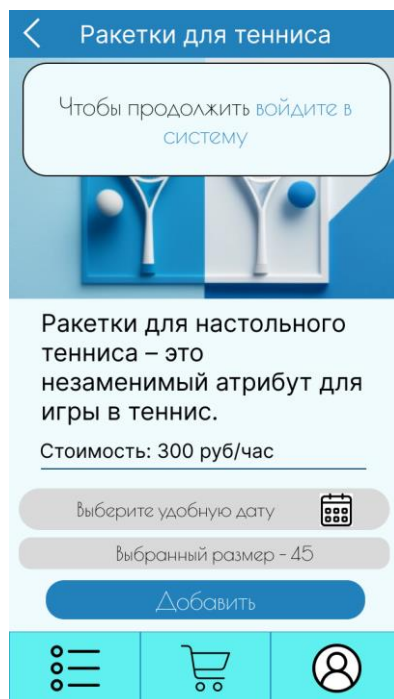 Ракетки для тенниса
Чтобы продолжить войдите в
систему
Ракетки для настольного
тенниса – это
незаменимый атрибут для
игры в теннис.
Стоимость: 300 руб/час
Выберите удобную дату
Выбранный размер – 45
Добавить